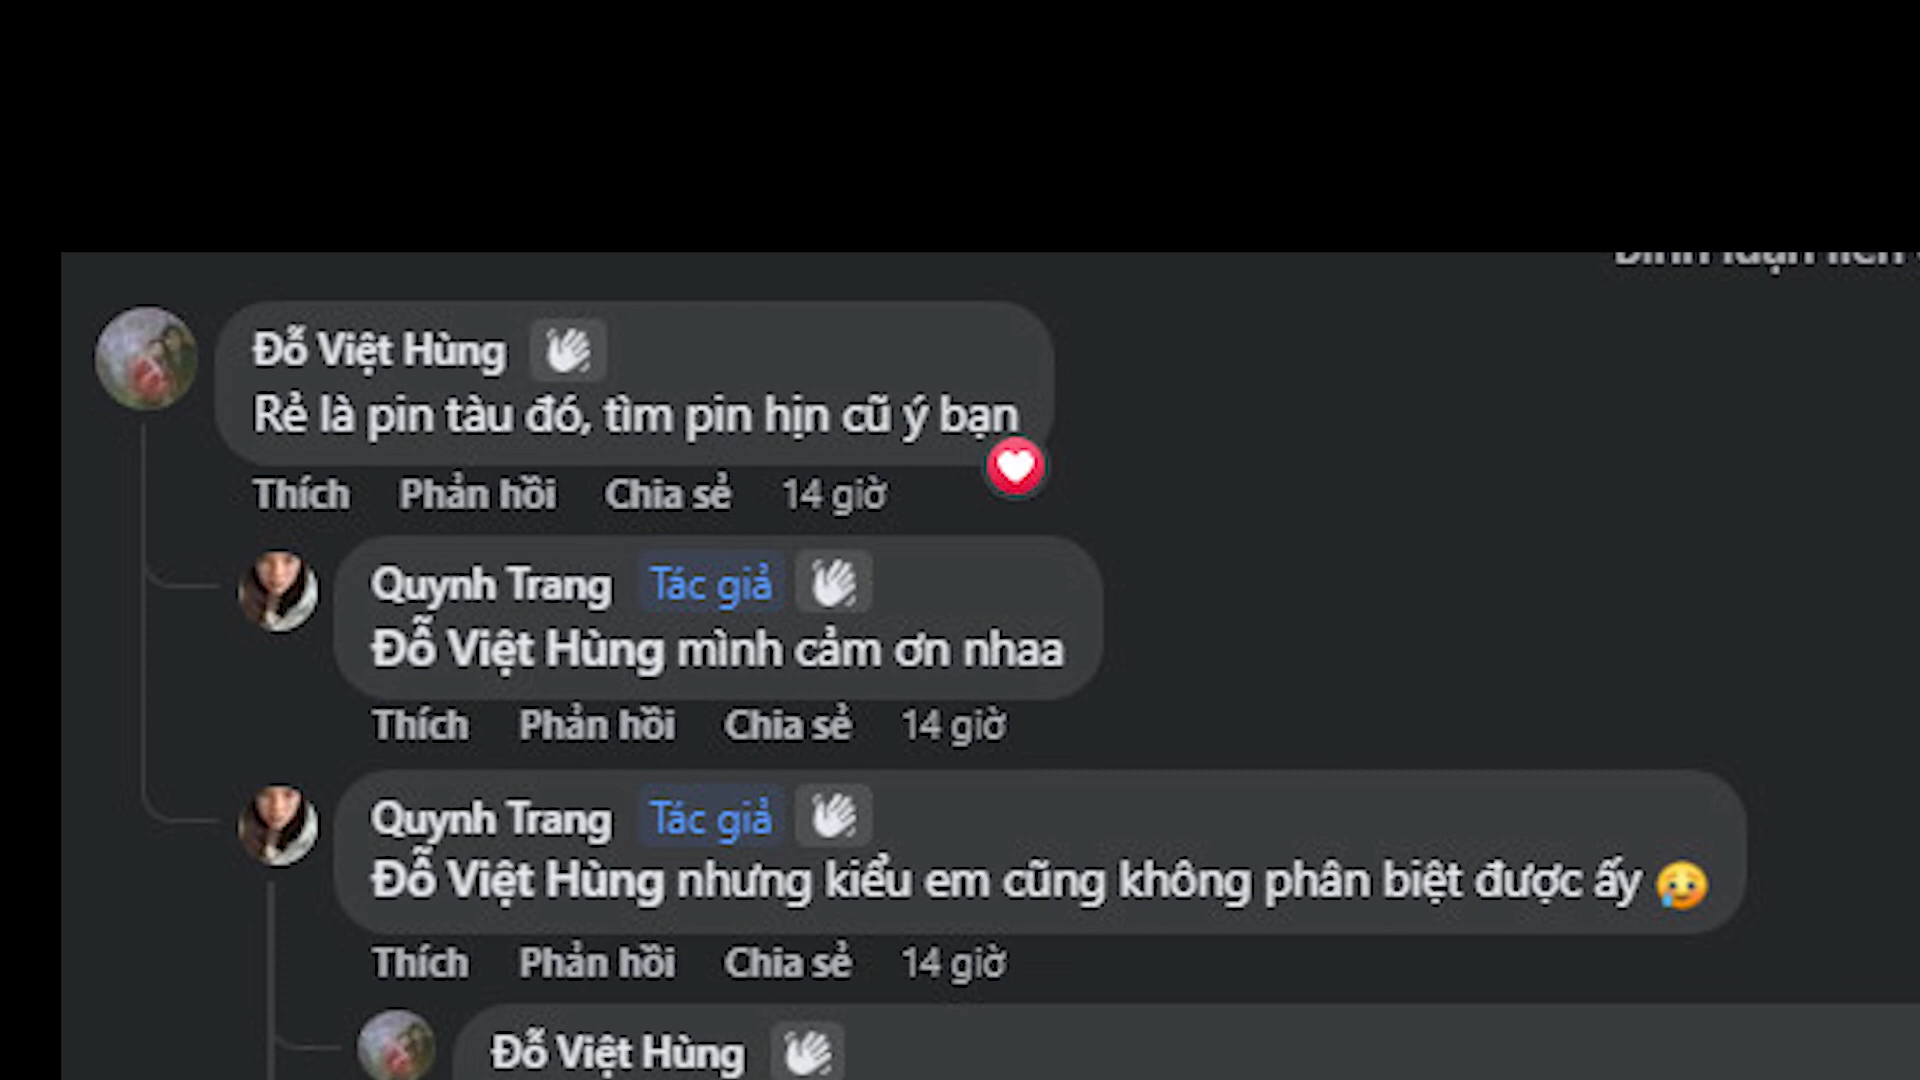 Đỗ Việt Hùng
Rẻ là pin tàu đó, tìm pin hịn cũ ý bạn
Thích Phản hồi Chia sẻ 14 giờ
Quynh Trang Tác giả
Đỗ Việt Hùng mình cảm ơn nhaa
Thích Phản hồi Chia sẻ 14 giờ
Quynh Trang Tác giả
Đỗ Việt Hùng nhưng kiểu em cũng không phân biệt được ấy 🥲
Thích Phản hồi Chia sẻ 14 giờ
Đỗ Việt Hùng